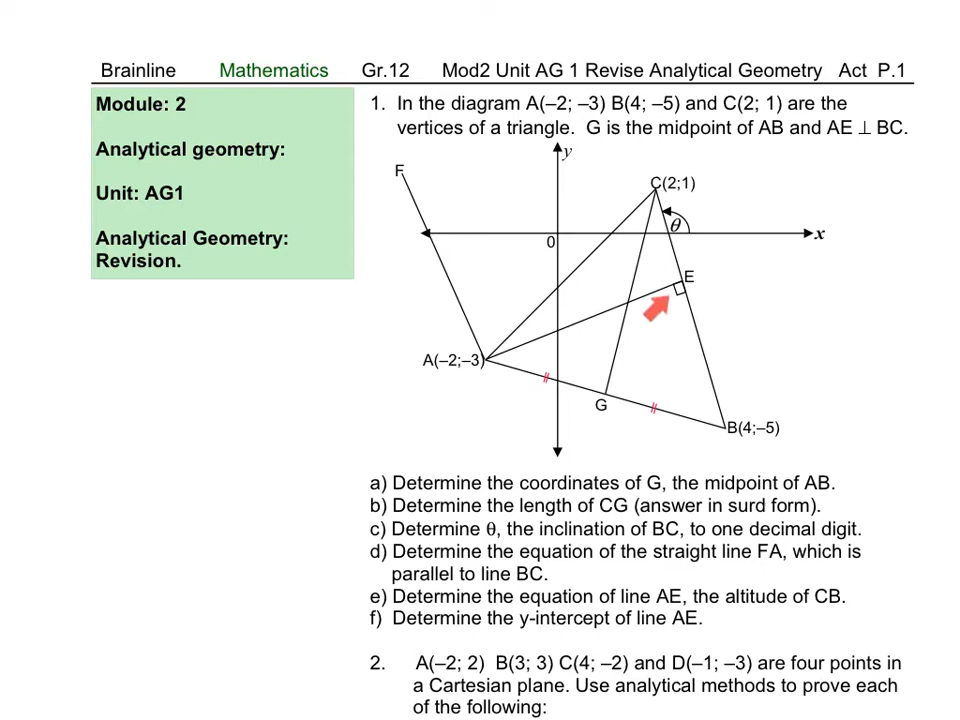 Brainline Mathematics Gr.12 Mod2 Unit AG 1 Revise Analytical Geometry Act P.1
Module: 2
Analytical geometry:
Unit: AG1
Analytical Geometry:
Revision.
1. In the diagram A(–2; –3) B(4; –5) and C(2; 1) are the
vertices of a triangle. G is the midpoint of AB and AE ⊥ BC.
y
F
C(2;1)
θ
0
x
E
A(–2;–3)
G
B(4;–5)
a) Determine the coordinates of G, the midpoint of AB.
b) Determine the length of CG (answer in surd form).
c) Determine θ, the inclination of BC, to one decimal digit.
d) Determine the equation of the straight line FA, which is
parallel to line BC.
e) Determine the equation of line AE, the altitude of CB.
f) Determine the y-intercept of line AE.
2. A(–2; 2) B(3; 3) C(4; –2) and D(–1; –3) are four points in
a Cartesian plane. Use analytical methods to prove each
of the following: